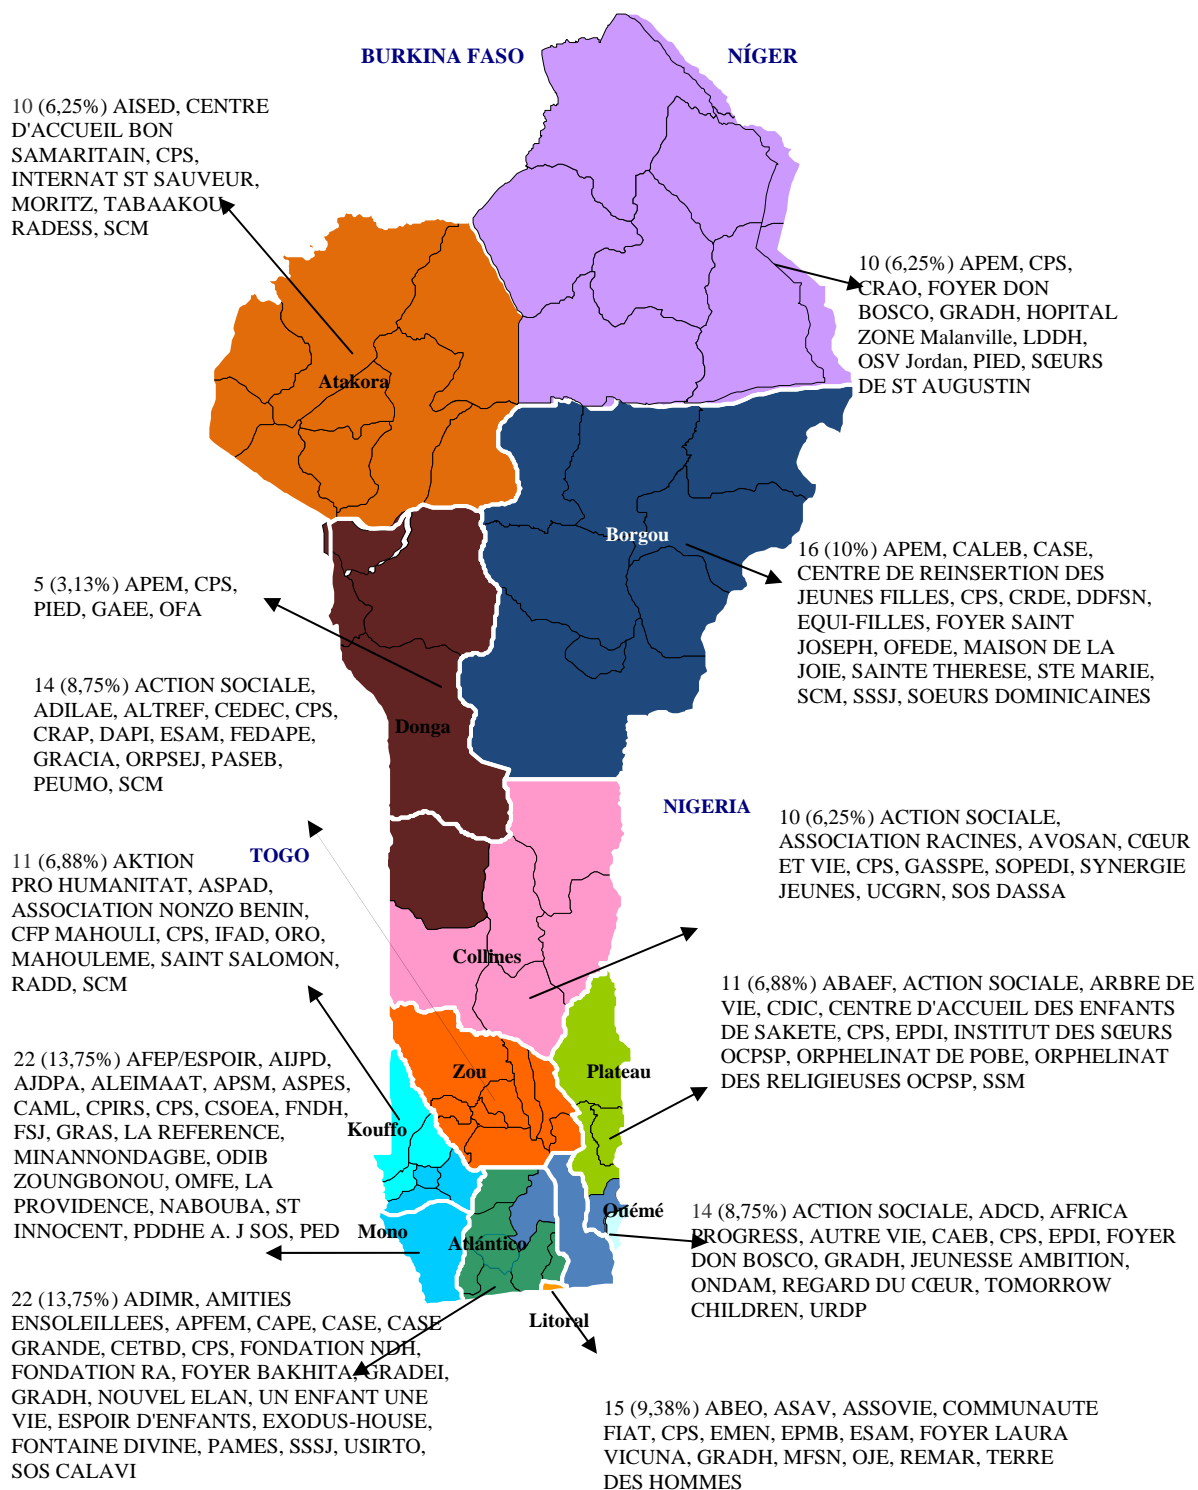 BURKINA FASO
NÍGER
10 (6,25%) AISED, CENTRE
D'ACCUEIL BON
SAMARITAIN, CPS,
INTERNAT ST SAUVEUR,
MORITZ, TABAAKOU
RADESS, SCM
10 (6,25%) APEM, CPS,
CRAO, FOYER DON
BOSCO, GRADH, HOPITAL
ZONE Malanville, LDDH,
OSV Jordan, PIED, SŒURS
DE ST AUGUSTIN
Atakora
Borgou
16 (10%) APEM, CALEB, CASE,
CENTRE DE REINSERTION DES
JEUNES FILLES, CPS, CRDE, DDFSN,
EQUI-FILLES, FOYER SAINT
JOSEPH, OFEDE, MAISON DE LA
JOIE, SAINTE THERESE, STE MARIE,
SCM, SSSJ, SOEURS DOMINICAINES
5 (3,13%) APEM, CPS,
PIED, GAEE, OFA
14 (8,75%) ACTION SOCIALE,
ADILAE, ALTREF, CEDEC, CPS,
CRAP, DAPI, ESAM, FEDAPE,
GRACIA, ORPSEJ, PASEB,
PEUMO, SCM
Donga
NIGERIA
10 (6,25%) ACTION SOCIALE,
ASSOCIATION RACINES, AVOSAN, CŒUR
ET VIE, CPS, GASSPE, SOPEDI, SYNERGIE
JEUNES, UCGRN, SOS DASSA
TOGO
11 (6,88%) AKTION
PRO HUMANITAT, ASPAD,
ASSOCIATION NONZO BENIN,
CFP MAHOULI, CPS, IFAD, ORO,
MAHOULEME, SAINT SALOMON,
RADD, SCM
Collines
11 (6,88%) ABAEF, ACTION SOCIALE, ARBRE DE
VIE, CDIC, CENTRE D'ACCUEIL DES ENFANTS
DE SAKETE, CPS, EPDI, INSTITUT DES SŒURS
OCPSP, ORPHELINAT DE POBE, ORPHELINAT
DES RELIGIEUSES OCPSP, SSM
22 (13,75%) AFEP/ESPOIR, AIJPD,
AJDPA, ALEIMAAT, APSM, ASPES,
CAML, CPIRS, CPS, CSOEA, FNDH,
FSJ, GRAS, LA REFERENCE,
MINANNONDAGBE, ODIB
ZOUNGBONOU, OMFE, LA
PROVIDENCE, NABOUBA, ST
INNOCENT, PDDHE A. J SOS, PED
Zou
Plateau
Kouffo
Mono
Atlántico
Ouémé
14 (8,75%) ACTION SOCIALE, ADCD, AFRICA
PROGRESS, AUTRE VIE, CAEB, CPS, EPDI, FOYER
DON BOSCO, GRADH, JEUNESSE AMBITION,
ONDAM, REGARD DU CŒUR, TOMORROW
CHILDREN, URDP
22 (13,75%) ADIMR, AMITIES
ENSOLEILLEES, APFEM, CAPE, CASE, CASE
GRANDE, CETBD, CPS, FONDATION NDH,
FONDATION RA, FOYER BAKHITA, GRADEI,
GRADH, NOUVEL ELAN, UN ENFANT UNE
VIE, ESPOIR D'ENFANTS, EXODUS-HOUSE,
FONTAINE DIVINE, PAMES, SSSJ, USIRTO,
SOS CALAVI
Litoral
15 (9,38%) ABEO, ASAV, ASSOVIE, COMMUNAUTE
FIAT, CPS, EMEN, EPMB, ESAM, FOYER LAURA
VICUNA, GRADH, MFSN, OJE, REMAR, TERRE
DES HOMMES